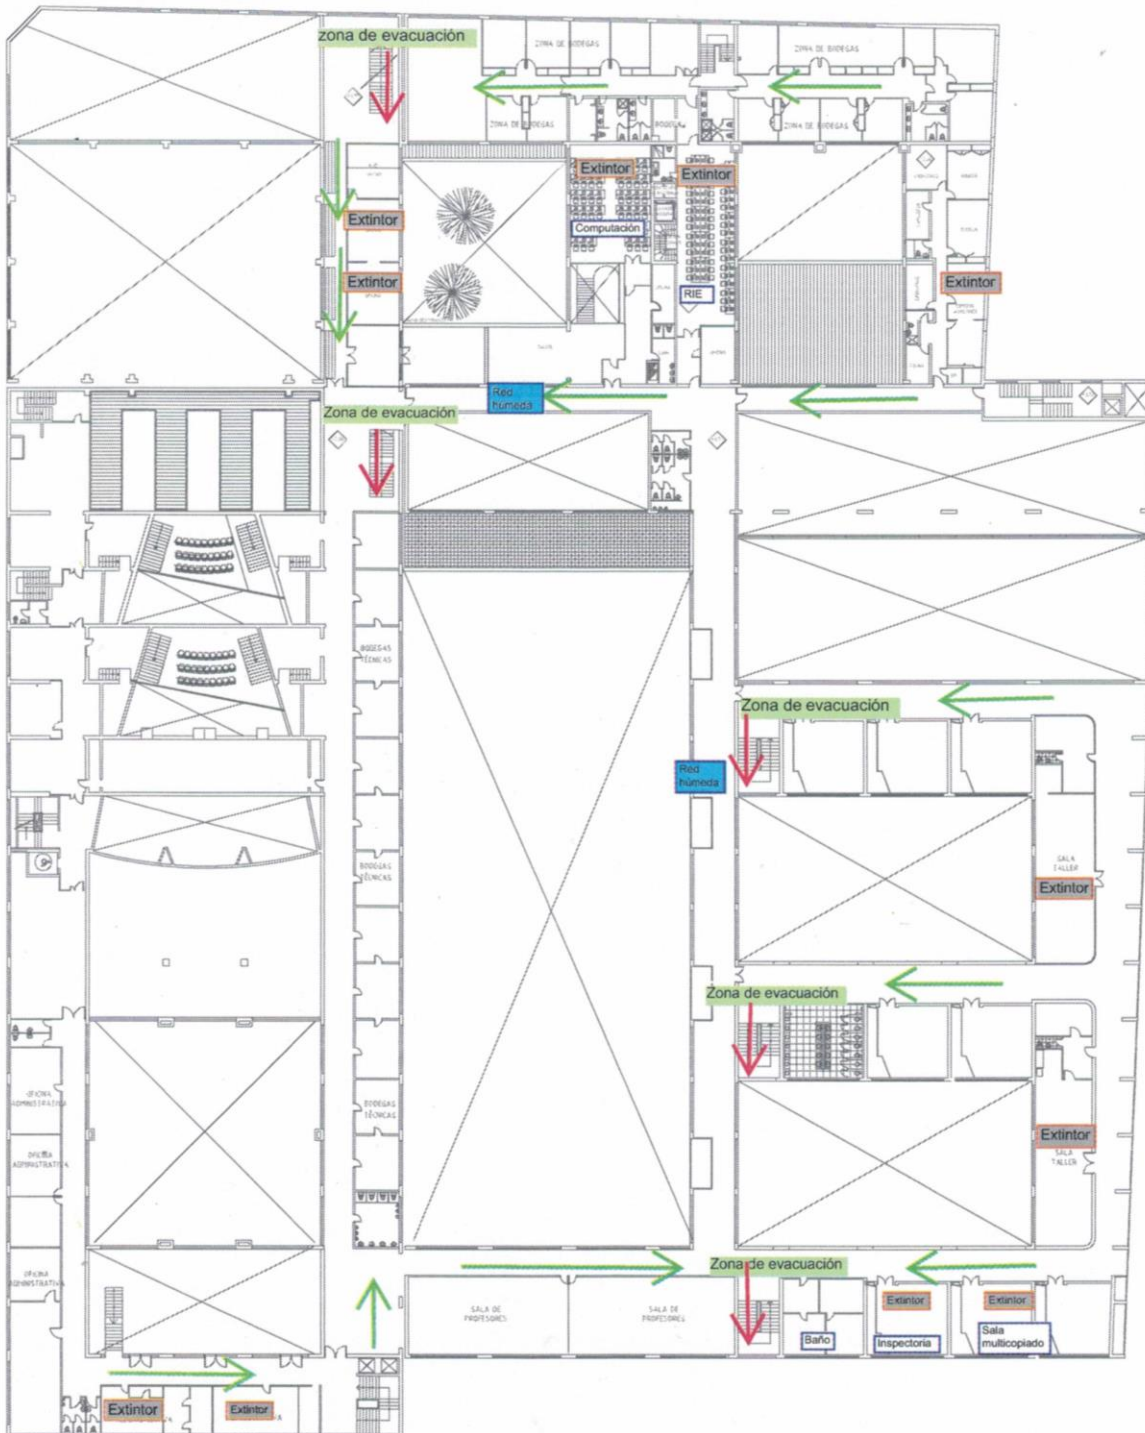 zona de evacuación
ZONA DE BODEGAS
ZONA DE BODEGAS
ZONA DE BODEGAS
BODEGA
ZONA DE BODEGAS
Extintor
Extintor
Extintor
Computación
Extintor
Extintor
RIE
Red
húmeda
Zona de evacuación
BODEGAS
TÉCNICAS
Zona de evacuación
Red
húmeda
BODEGAS
TÉCNICAS
SALA
TALLER
Extintor
Zona de evacuación
OFICINA
ADMINISTRATIVA
BODEGAS
TÉCNICAS
OFICINA
ADMINISTRATIVA
Extintor
SALA
TALLER
OFICINA
ADMINISTRATIVA
Zona de evacuación
SALA DE
PROFESORES
SALA DE
PROFESORES
Extintor
Extintor
Baño
Inspectoria
Sala
multicopiado
Extintor
Extintor